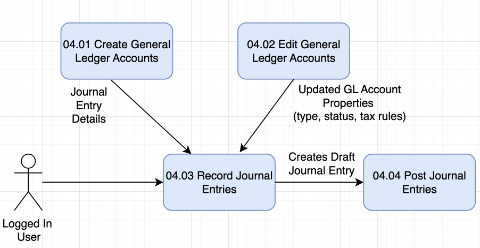 04.01 Create General
Ledger Accounts
04.02 Edit General
Ledger Accounts
Journal
Entry
Details
Updated GL Account
Properties
(type, status, tax rules)
04.03 Record Journal
Entries
Creates Draft
Journal Entry
04.04 Post Journal
Entries
Logged In
User